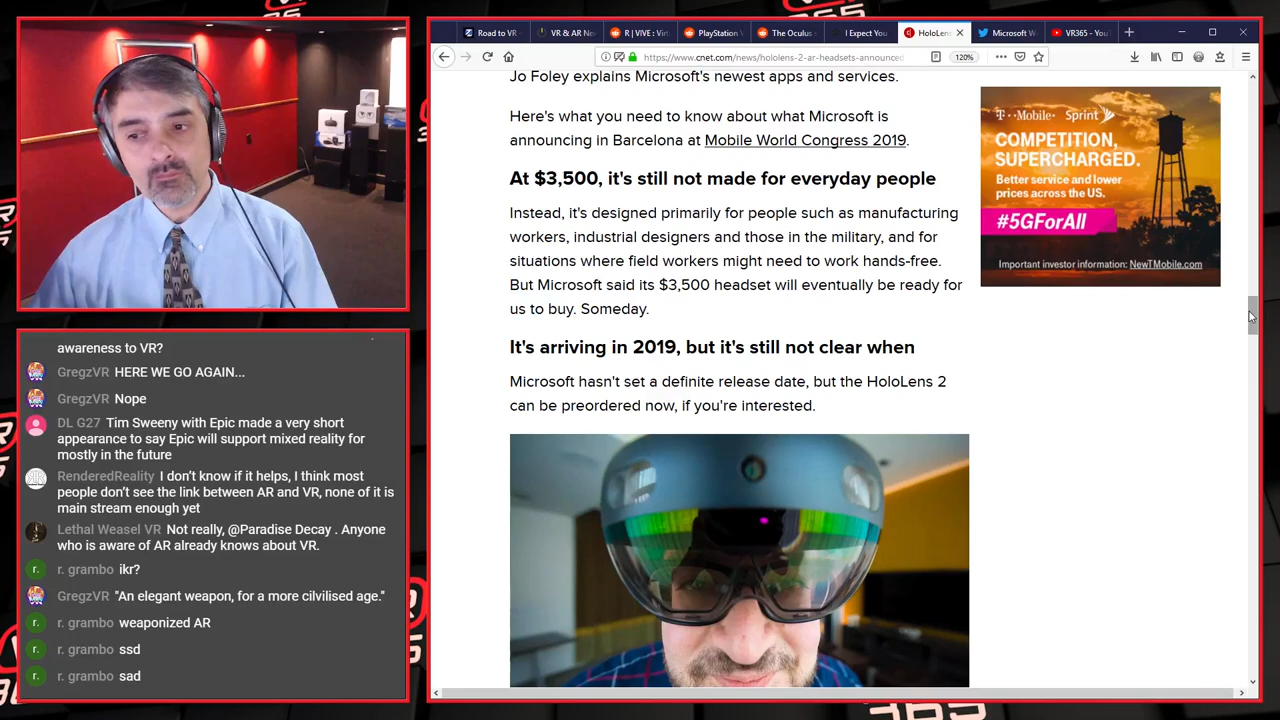 Road to VR
VR & AR Ne
R | VIVE : Virt
PlayStation V
The Oculus
I Expect You
HoloLen
Microsoft W
VR365 - You
https://www.cnet.com/news/hololens-2-ar-headsets-announced
120%
Jo Foley explains Microsoft's newest apps and services.
Here's what you need to know about what Microsoft is
announcing in Barcelona at Mobile World Congress 2019.
At $3,500, it's still not made for everyday people
Instead, it's designed primarily for people such as manufacturing
workers, industrial designers and those in the military, and for
situations where field workers might need to work hands-free.
But Microsoft said its $3,500 headset will eventually be ready for
us to buy. Someday.
It's arriving in 2019, but it's still not clear when
Microsoft hasn't set a definite release date, but the HoloLens 2
can be preordered now, if you're interested.
T-Mobile Sprint
COMPETITION,
SUPERCHARGED.
Better service and lower
prices across the US.
#5GForAll
Important investor information: NewTMobile.com
awareness to VR?
GregzVR HERE WE GO AGAIN...
GregzVR Nope
DL G27 Tim Sweeny with Epic made a very short
appearance to say Epic will support mixed reality for
mostly in the future
RenderedReality I don't know if it helps, I think most
people don't see the link between AR and VR, none of it is
main stream enough yet
Lethal Weasel VR Not really, @Paradise Decay . Anyone
who is aware of AR already knows about VR.
r. r. grambo ikr?
GregzVR "An elegant weapon, for a more cilvilised age."
r. r. grambo weaponized AR
r. r. grambo ssd
r. r. grambo sad